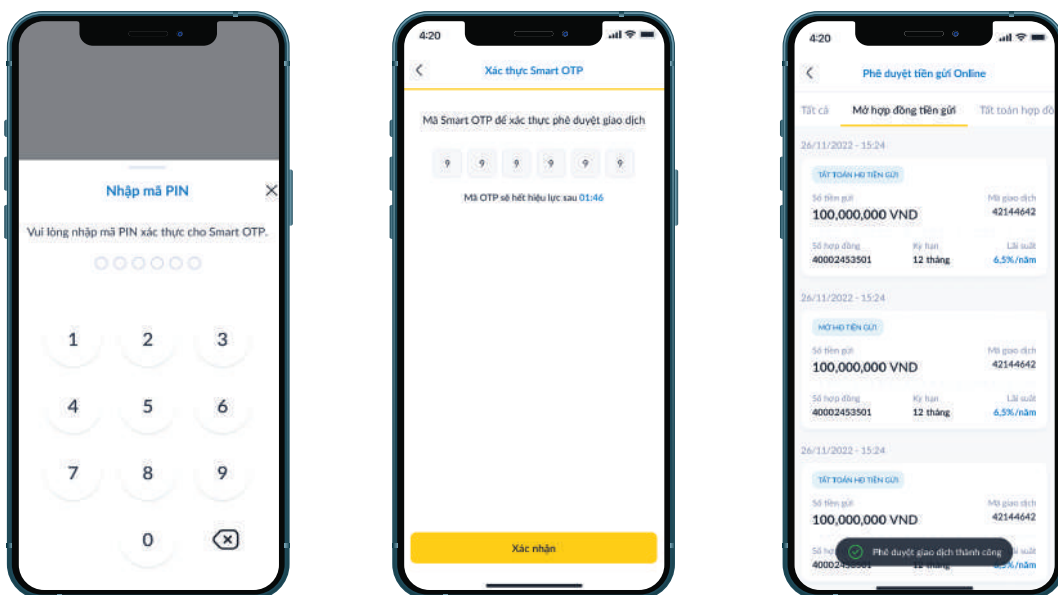 Nhập mã PIN
Vui lòng nhập mã PIN xác thực cho Smart OTP.
1 2 3
4 5 6
7 8 9
0
4:20
Xác thực Smart OTP
Mã Smart OTP để xác thực phê duyệt giao dịch
9 9 9 9 9 9
Mã OTP sẽ hết hiệu lực sau 01:46
Xác nhận
4:20
Phê duyệt tiền gửi Online
Tất cả Mở hợp đồng tiền gửi Tất toán hợp đồ
26/11/2022 - 15:24
TẤT TOÁN HĐ TIỀN GỬI
Số tiền gửi Mã giao dịch
100,000,000 VND 42144642
Số hợp đồng Kỳ hạn Lãi suất
40002453501 12 tháng 6,5%/năm
26/11/2022 - 15:24
MỞ HĐ TIỀN GỬI
Số tiền gửi Mã giao dịch
100,000,000 VND 42144642
Số hợp đồng Kỳ hạn Lãi suất
40002453501 12 tháng 6,5%/năm
26/11/2022 - 15:24
TẤT TOÁN HĐ TIỀN GỬI
Số tiền gửi Mã giao dịch
100,000,000 VND 42144642
Phê duyệt giao dịch thành công